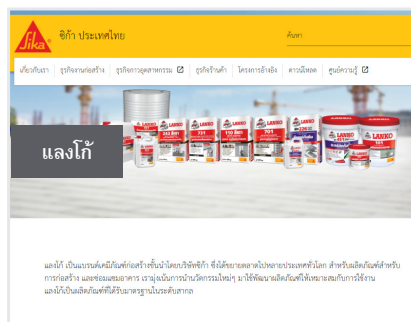 Sika
ซิก้า ประเทศไทย
ค้นหา
เกี่ยวกับเรา ธุรกิจงานก่อสร้าง ธุรกิจกาวอุตสาหกรรม ธุรกิจร้านค้า โครงการอ้างอิง ดาวน์โหลด ศูนย์ความรู้
LANKO LANKO LANKO LANKO LANKO LANKO
731 701 226 101
แลงโก้
แลงโก้ เป็นแบรนด์เคมีภัณฑ์ก่อสร้างชั้นนำโดยบริษัทซิก้า ซึ่งได้ขยายตลาดไปหลายประเทศทั่วโลก สำหรับผลิตภัณฑ์สำหรับ
การก่อสร้าง และซ่อมแซมอาคาร เรามุ่งเน้นการนำนวัตกรรมใหม่ๆ มาใช้พัฒนาผลิตภัณฑ์ให้เหมาะสมกับการใช้งาน
แลงโก้เป็นผลิตภัณฑ์ที่ได้รับมาตรฐานในระดับสากล